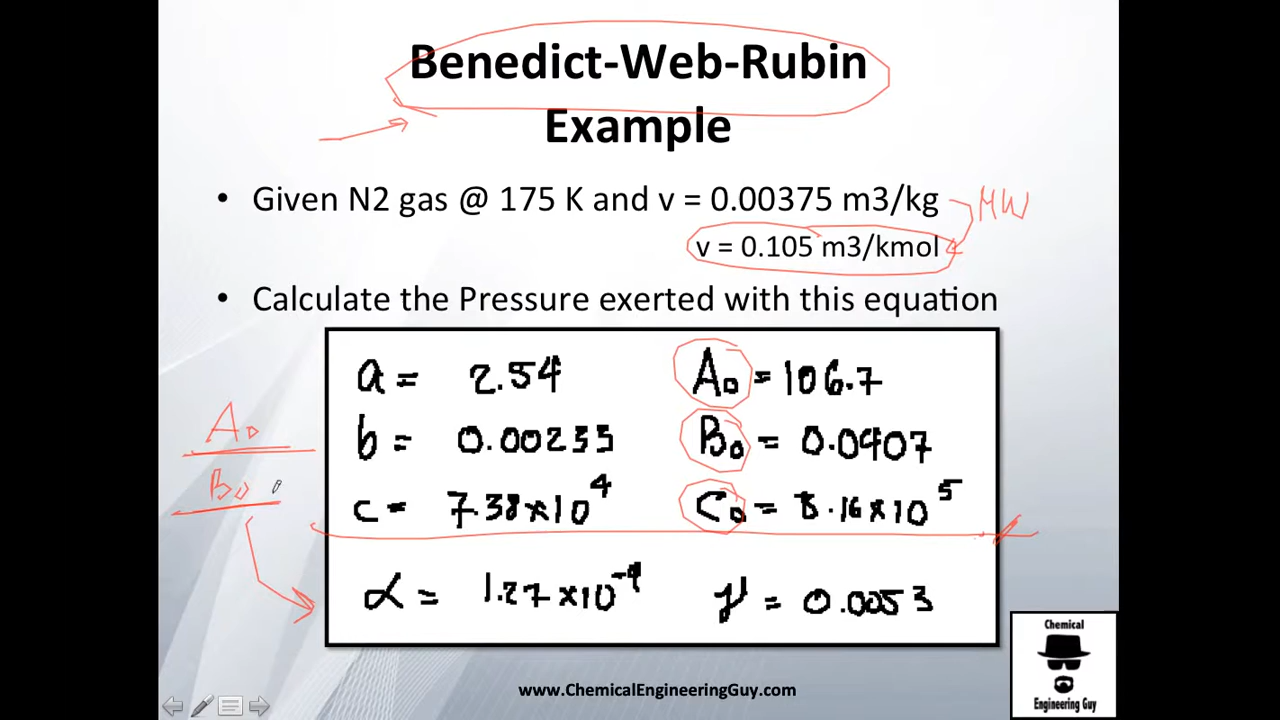 Benedict-Web-Rubin
Example
• Given N2 gas @ 175 K and v = 0.00375 m3/kg
MW
v = 0.105 m3/kmol
• Calculate the Pressure exerted with this equation
a = 2.54 A0 = 106.7
b = 0.00233 B0 = 0.0407
c = 7.38x10^4 C0 = 8.16x10^5
α = 1.27x10^-4 γ = 0.0053
A0
B0
Chemical
Engineering Guy
www.ChemicalEngineeringGuy.com